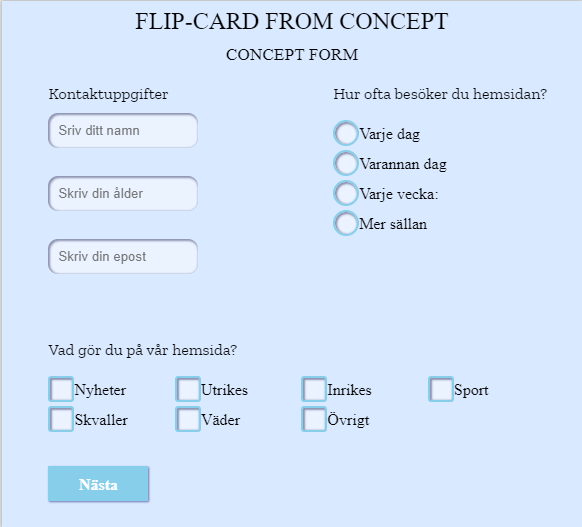 FLIP-CARD FROM CONCEPT
CONCEPT FORM
Kontaktuppgifter
Sriv ditt namn
Skriv din ålder
Skriv din epost
Hur ofta besöker du hemsidan?
Varje dag
Varannan dag
Varje vecka:
Mer sällan
Vad gör du på vår hemsida?
Nyheter Utrikes Inrikes Sport
Skvaller Väder Övrigt
Nästa